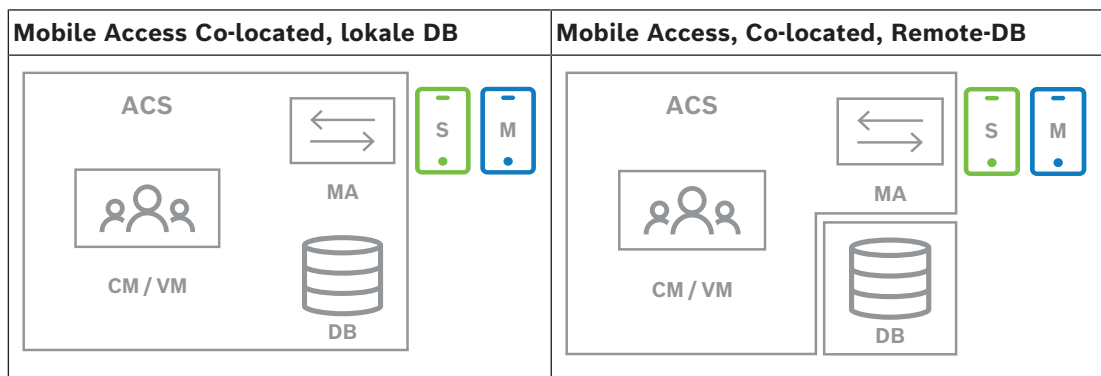 Mobile Access Co-located, lokale DB
Mobile Access, Co-located, Remote-DB
ACS
S
M
MA
CM / VM
DB
ACS
S
M
MA
CM / VM
DB